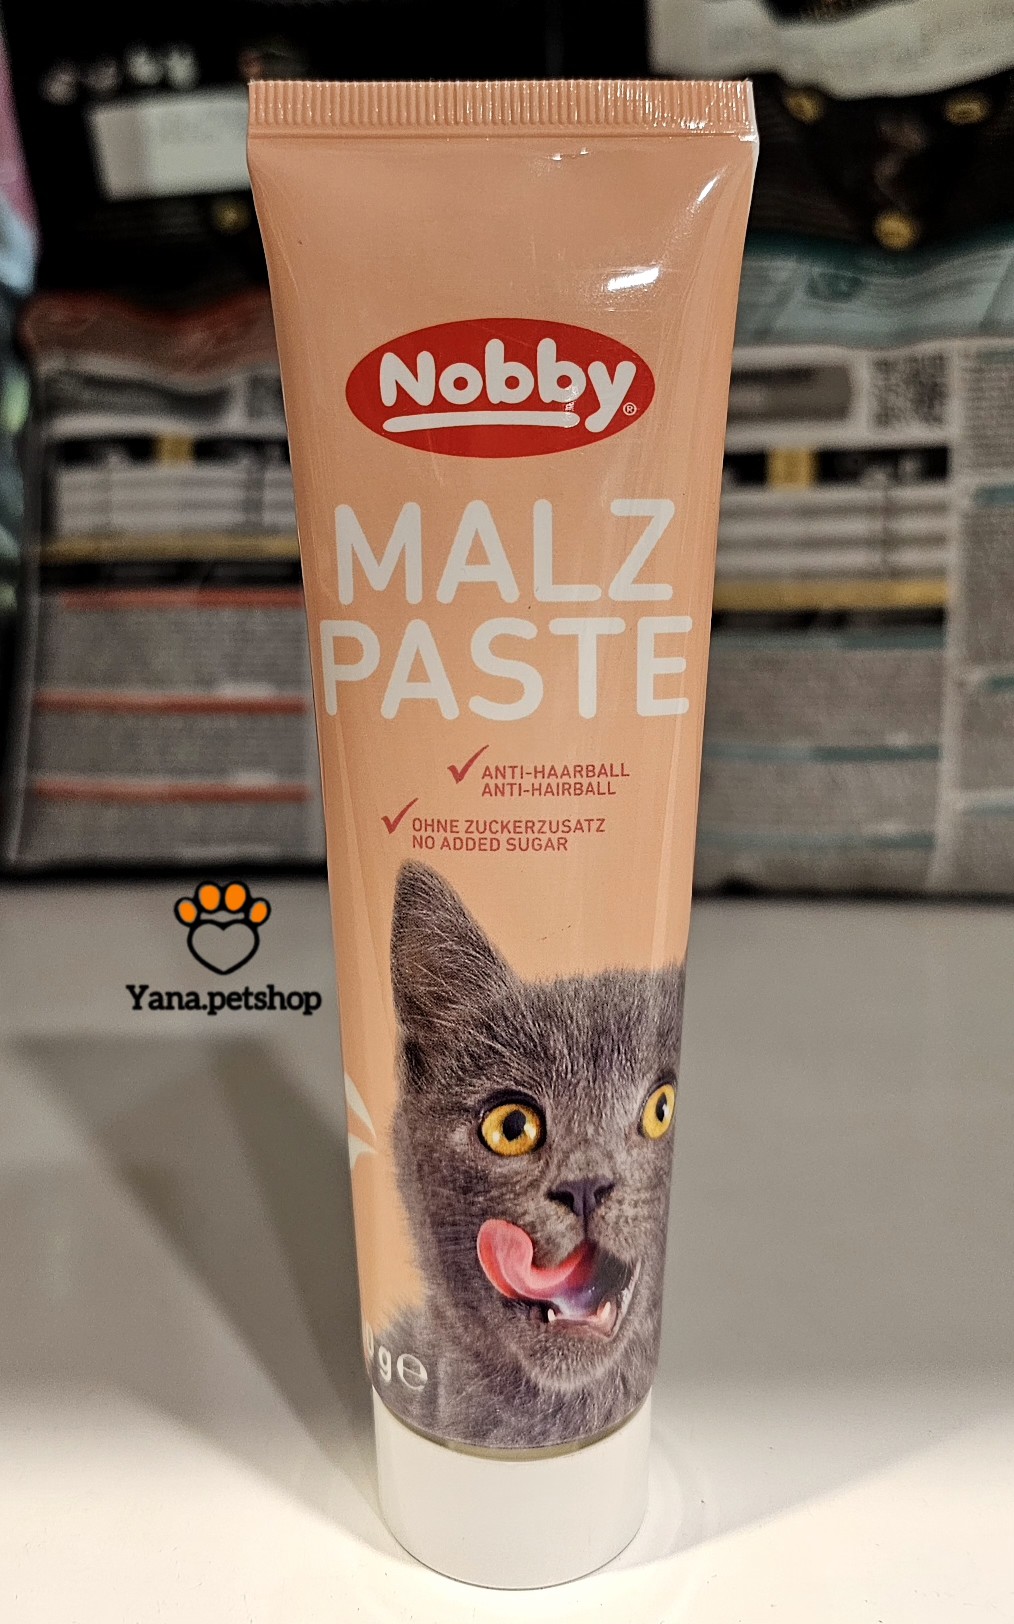 Nobby®
MALZ
PASTE
ANTI-HAARBALL
ANTI-HAIRBALL
OHNE ZUCKERZUSATZ
NO ADDED SUGAR
Yana.petshop
g℮